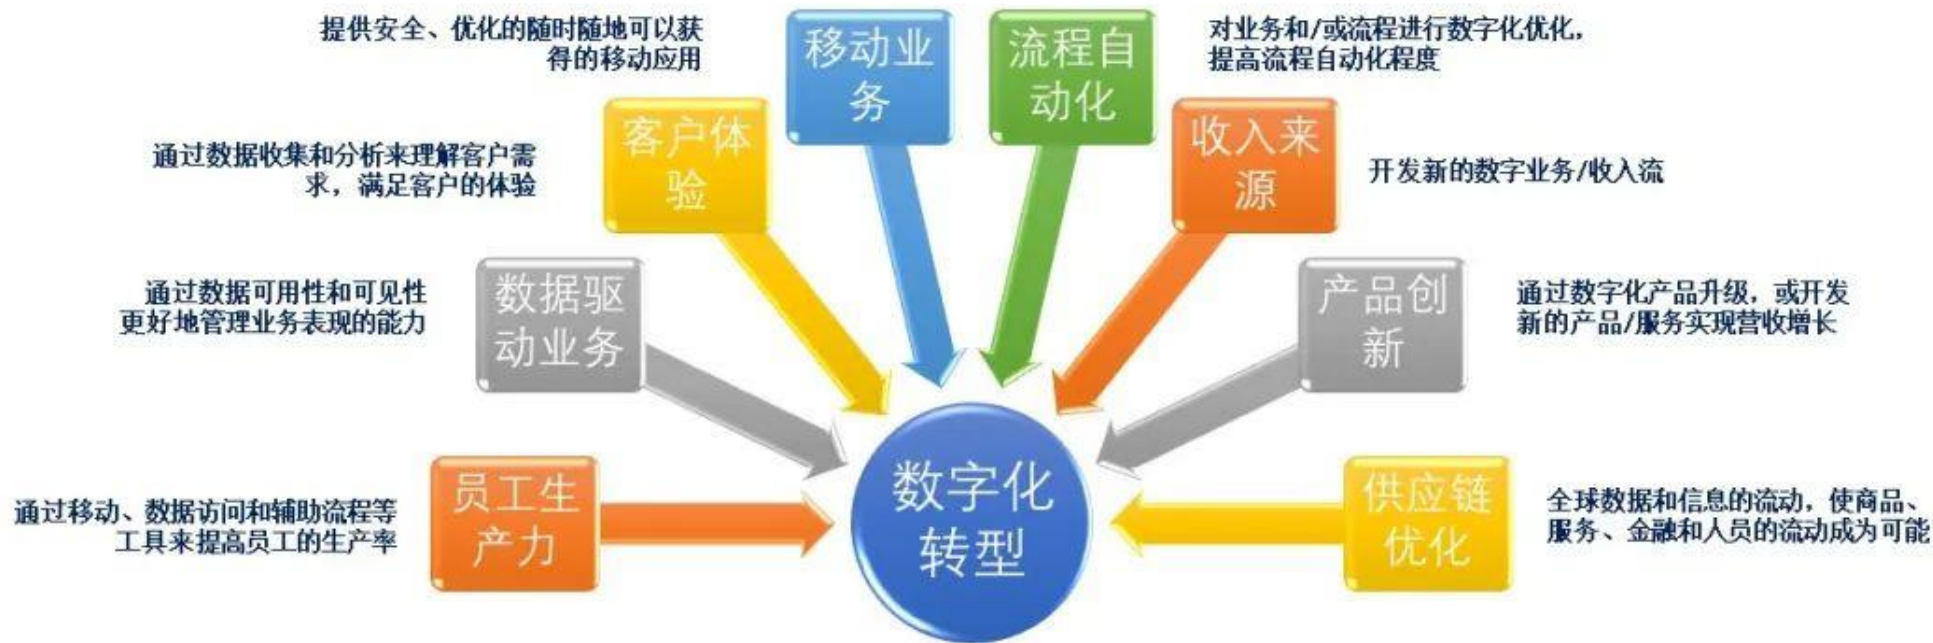 提供安全、优化的随时随地可以获
得的移动应用
移动业
务
流程自
动化
对业务和/或流程进行数字化优化，
提高流程自动化程度
通过数据收集和分析来理解客户需
求，满足客户的体验
客户体
验
收入来
源
开发新的数字业务/收入流
通过数据可用性和可见性
更好地管理业务表现的能力
数据驱
动业务
产品创
新
通过数字化产品升级，或开发
新的产品/服务实现营收增长
通过移动、数据访问和辅助流程等
工具来提高员工的生产率
员工生
产力
数字化
转型
供应链
优化
全球数据和信息的流动，使商品、
服务、金融和人员的流动成为可能